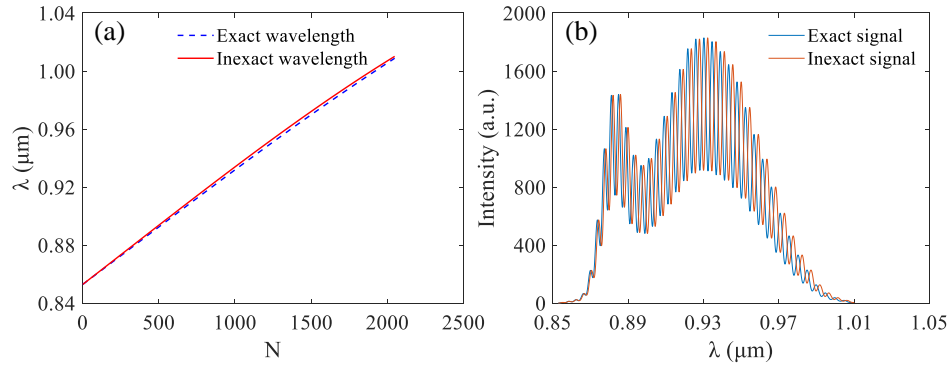 (a)
Exact wavelength
Inexact wavelength
1.04
1.00
0.96
0.92
0.88
0.84
λ (μm)
0
500
1000
1500
2000
2500
N
(b)
Exact signal
Inexact signal
2000
1600
1200
800
400
0
Intensity (a.u.)
0.85
0.89
0.93
0.97
1.01
1.05
λ (μm)